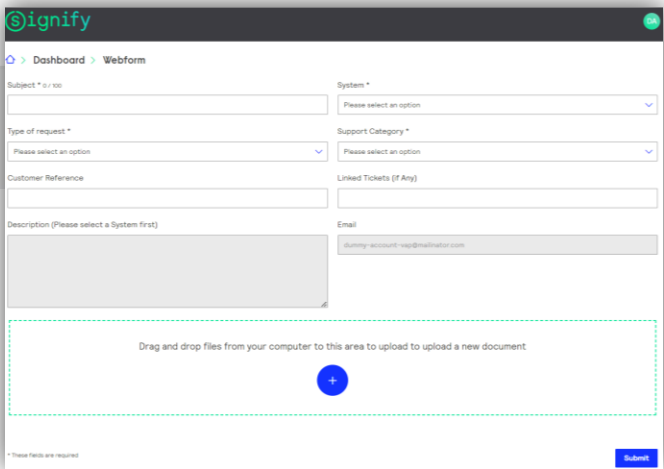 Signify
DA
Dashboard > Webform
Subject * 0 / 100
System *
Please select an option
Type of request *
Support Category *
Please select an option
Please select an option
Customer Reference
Linked Tickets (if Any)
Description (Please select a System first)
Email
dummy-account-sep@mailinator.com
Drag and drop files from your computer to this area to upload to upload a new document
+
* These fields are required
Submit